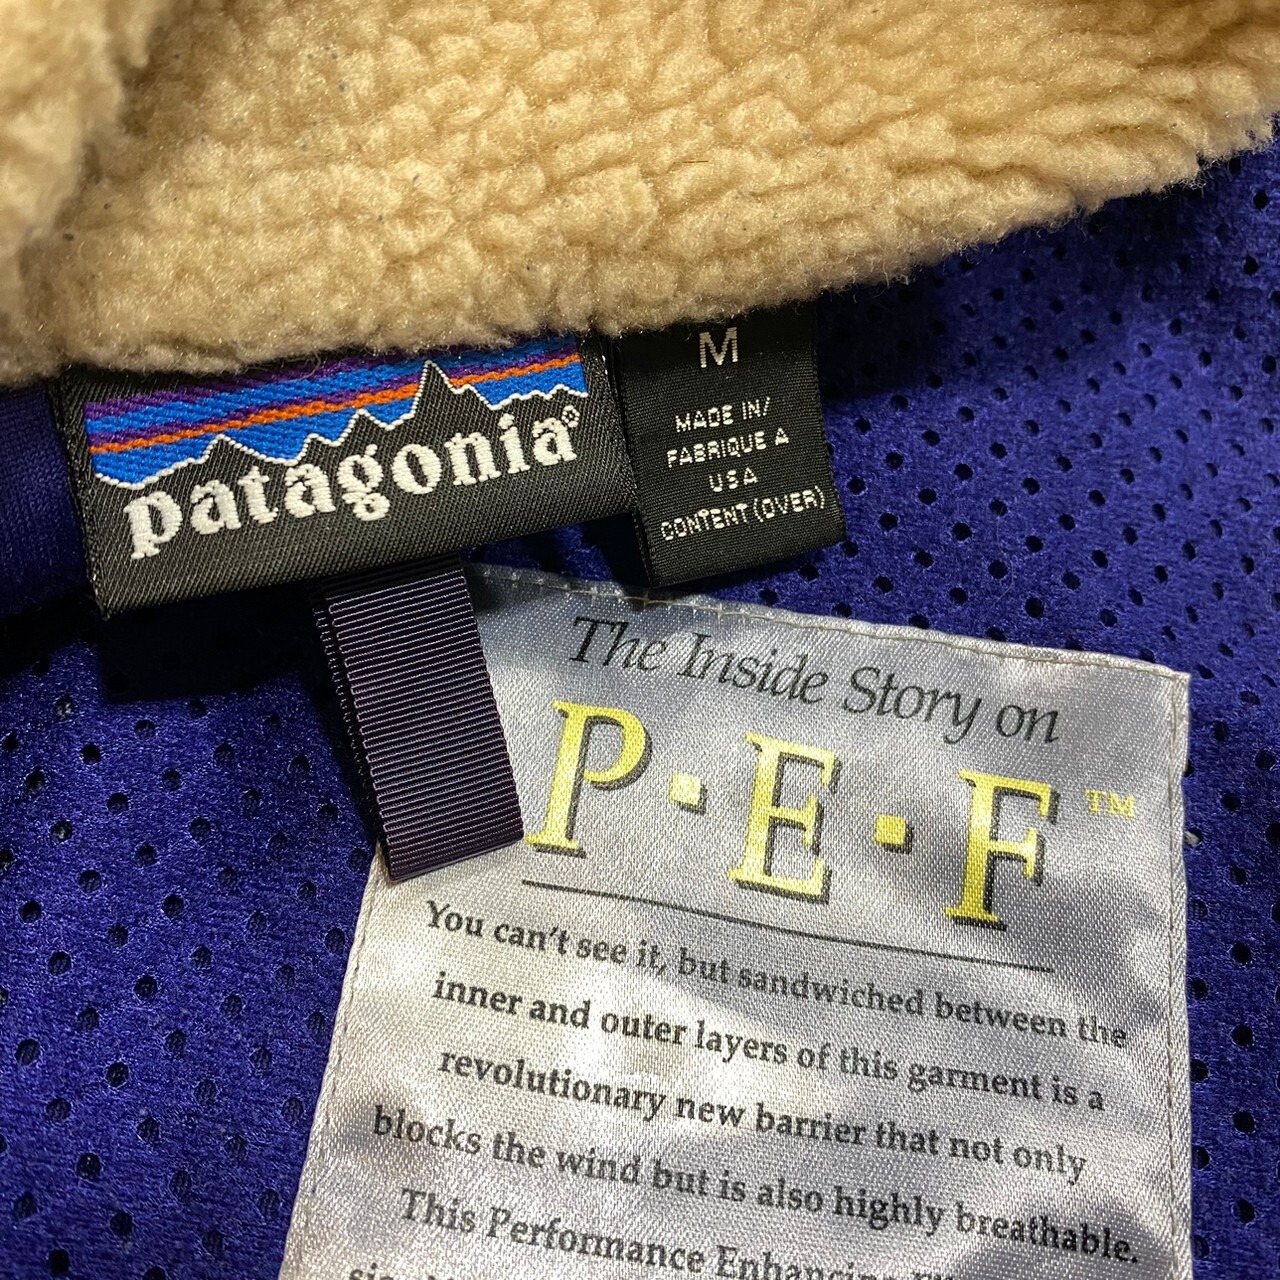 patagonia®
M
MADE IN/
FABRIQUE A
USA
CONTENT (OVER)
The Inside Story on
P·E·F™
You can't see it, but sandwiched between the
inner and outer layers of this garment is a
revolutionary new barrier that not only
blocks the wind but is also highly breathable.
This Performance Enhancing